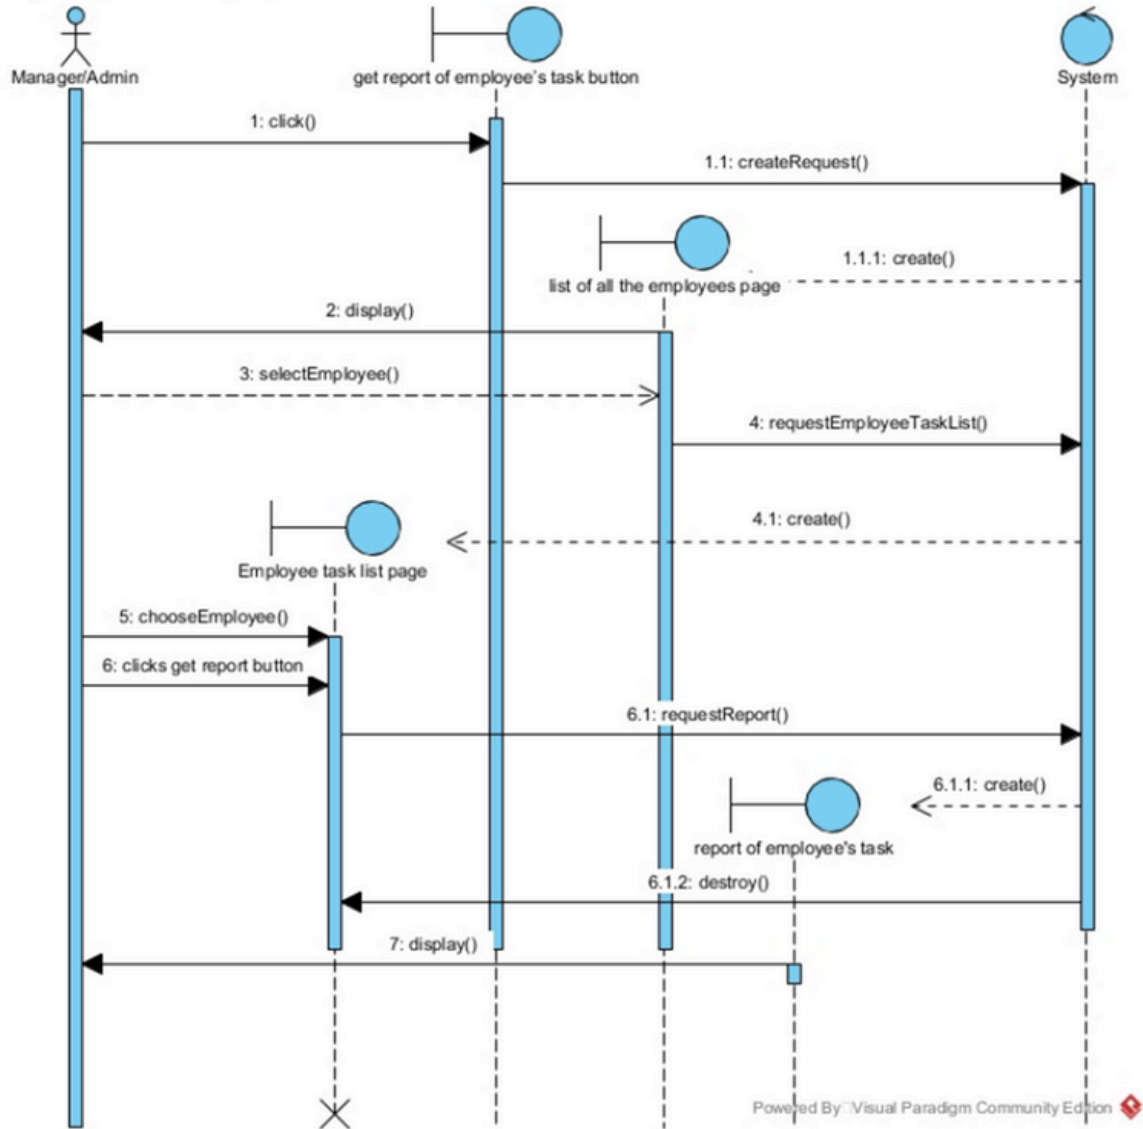 Manager/Admin
get report of employee's task button
System
1: click()
1.1: createRequest()
1.1.1: create()
list of all the employees page
2: display()
3: selectEmployee()
4: requestEmployeeTaskList()
4.1: create()
Employee task list page
5: chooseEmployee()
6: clicks get report button
6.1: requestReport()
6.1.1: create()
report of employee's task
6.1.2: destroy()
7: display()
Powered By Visual Paradigm Community Edition